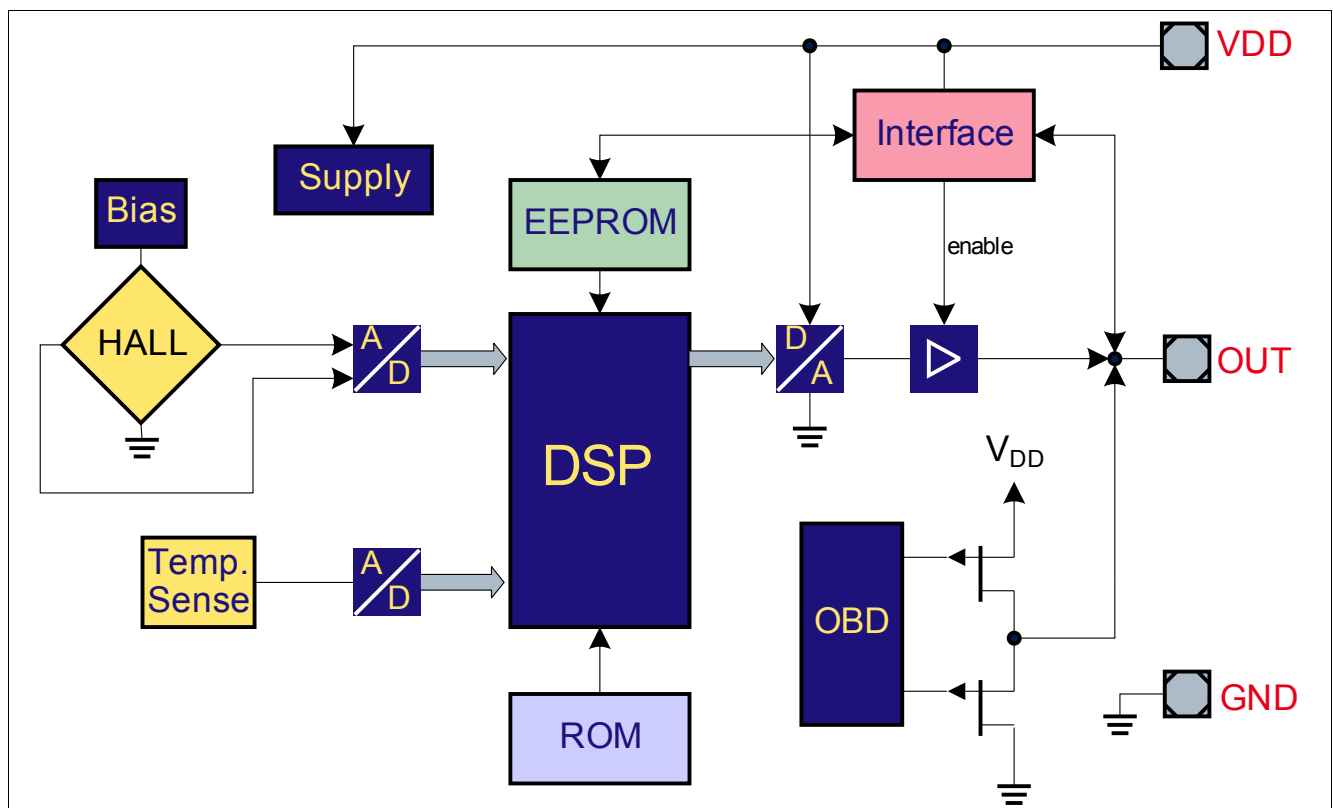 VDD
Interface
Supply
Bias
EEPROM
enable
HALL
A
D
D
A
OUT
DSP
VDD
Temp.
Sense
A
D
OBD
GND
ROM